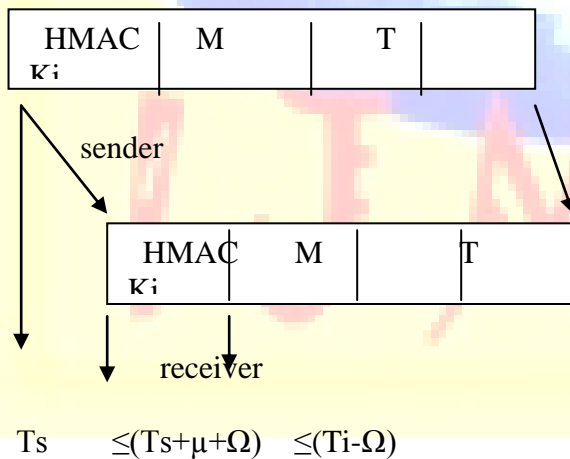 HMAC M T
Ki
sender
HMAC M T
Ki
receiver
Ts ≤(Ts+μ+Ω) ≤(Ti-Ω)